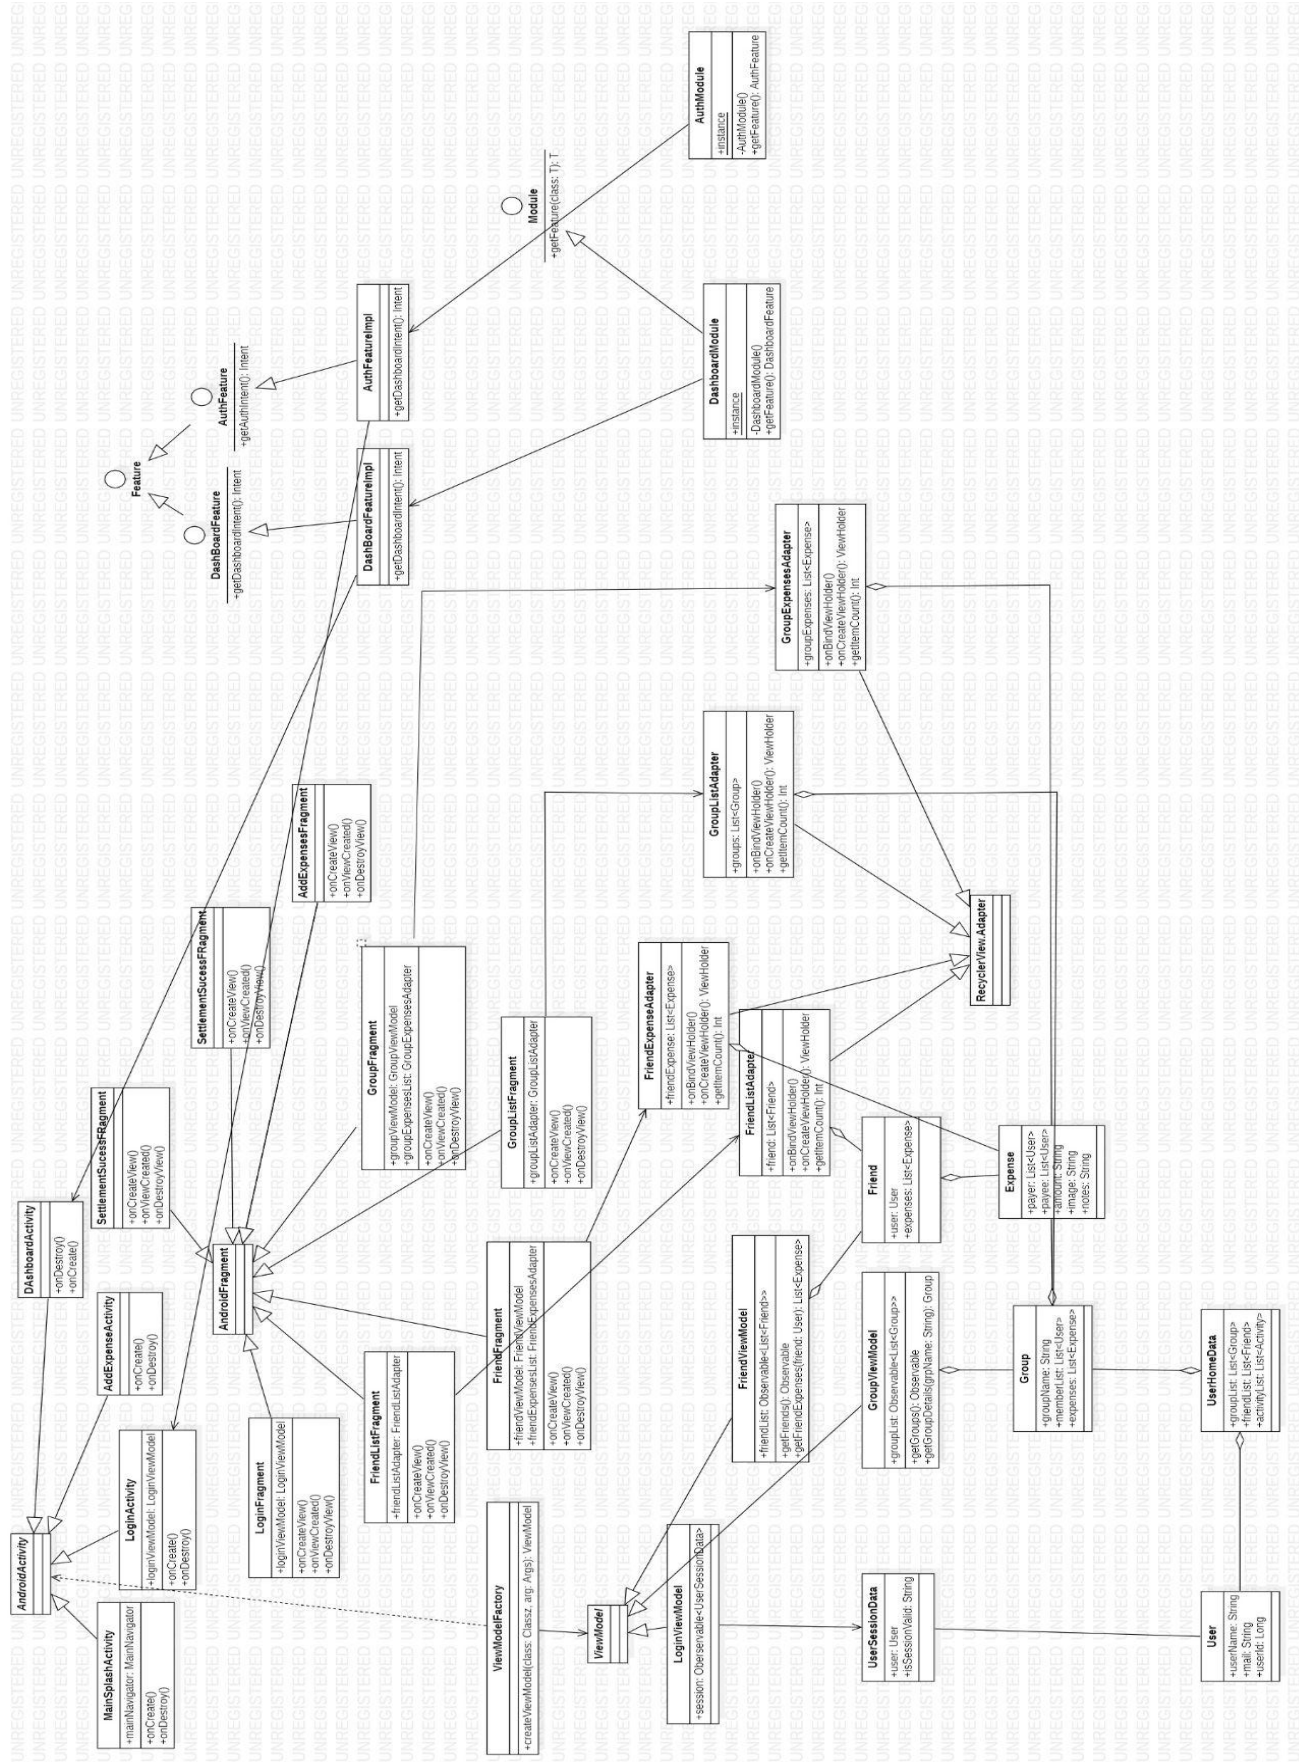 UNREGISTERED
AndroidActivity
DAshboardActivity
+onDestroy()
+onCreate()
MainSplashActivity
+mainNavigator: MainNavigator
+onCreate()
+onDestroy()
LoginActivity
+loginViewModel: LoginViewModel
+onCreate()
+onDestroy()
AddExpenseActivity
+onCreate()
+onDestroy()
SettlementSucessFRagment
+onCreateView()
+onViewCreated()
+onDestroyView()
Feature
SettlementSucessFRagment
+onCreateView()
+onViewCreated()
+onDestroyView()
DashBoardFeature
+getDashboardIntent(): Intent
AuthFeature
+getAuthIntent(): Intent
AndroidFragment
LoginFragment
+loginViewModel: LoginViewModel
+onCreateView()
+onViewCreated()
+onDestroyView()
AddExpensesFragment
+onCreateView()
+onViewCreated()
+onDestroyView()
FriendListFragment
+friendListAdapter: FriendListAdapter
+onCreateView()
+onViewCreated()
+onDestroyView()
GroupFragment
+groupViewModel: GroupViewModel
+groupExpensesList: GroupExpensesAdapter
+onCreateView()
+onViewCreated()
+onDestroyView()
DashBoardFeatureImpl
+getDashboardIntent(): Intent
AuthFeatureImpl
+getDashboardIntent(): Intent
ViewModelFactory
+createViewModel(class: Classz, arg: Args): ViewModel
FriendFragment
+friendViewModel: FriendViewModel
+friendExpensesList: FriendExpensesAdapter
+onCreateView()
+onViewCreated()
+onDestroyView()
GroupListFragment
+groupListAdapter: GroupListAdapter
+onCreateView()
+onViewCreated()
+onDestroyView()
Module
+getFeature(class: T): T
ViewModel
FriendExpenseAdapter
+friendExpense: List<Expense>
+onBindViewHolder()
+onCreateViewHolder(): ViewHolder
+getItemCount(): Int
LoginViewModel
+session: Oberservable<UserSessionData>
AuthModule
+instance
-AuthModule()
+getFeature(): AuthFeature
GroupListAdapter
+groups: List<Group>
+onBindViewHolder()
+onCreateViewHolder(): ViewHolder
+getItemCount(): Int
DashboardModule
+instance
-DashboardModule()
+getFeature(): DashboardFeature
FriendViewModel
+friendList: Observable<List<Friend>>
+getFriends(): Observable
+getFriendExpenses(friend: User): List<Expense>
FriendListAdapter
+friend: List<Friend>
+onBindViewHolder()
+onCreateViewHolder(): ViewHolder
+getItemCount(): Int
GroupExpensesAdapter
+groupExpenses: List<Expense>
+onBindViewHolder()
+onCreateViewHolder(): ViewHolder
+getItemCount(): Int
UserSessionData
+user: User
+isSessionValid: String
GroupViewModel
+groupList: Observable<List<Group>>
+getGroups(): Observable
+getGroupDetails(grpName: String): Group
Friend
+user: User
+expenses: List<Expense>
RecyclerView.Adapter
Group
+groupName: String
+memberList: List<User>
+expenses: List<Expense>
Expense
+payer: List<User>
+payee: List<User>
+amount: String
+image: String
+notes: String
User
+userName: String
+mail: String
+userId: Long
UserHomeData
+groupList: List<Group>
+friendList: List<Friend>
+activityList: List<Activity>